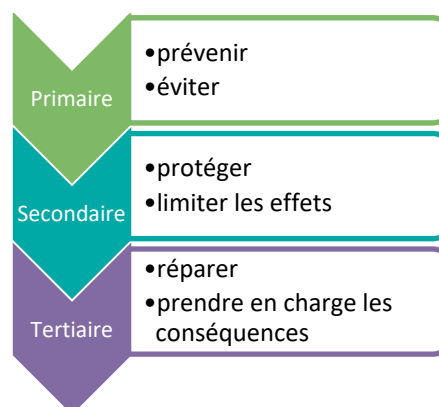 Primaire
•prévenir
•éviter
Secondaire
•protéger
•limiter les effets
Tertiaire
•réparer
•prendre en charge les
conséquences